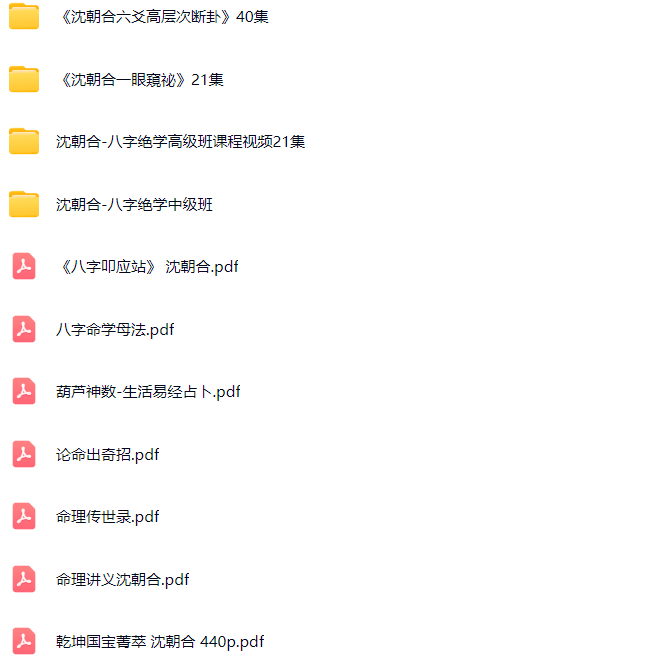 《沈朝合六爻高层次断卦》40集
《沈朝合一眼窥祕》21集
沈朝合-八字绝学高级班课程视频21集
沈朝合-八字绝学中级班
《八字叩应站》 沈朝合.pdf
八字命学母法.pdf
葫芦神数-生活易经占卜.pdf
论命出奇招.pdf
命理传世录.pdf
命理讲义沈朝合.pdf
乾坤国宝菁萃 沈朝合 440p.pdf